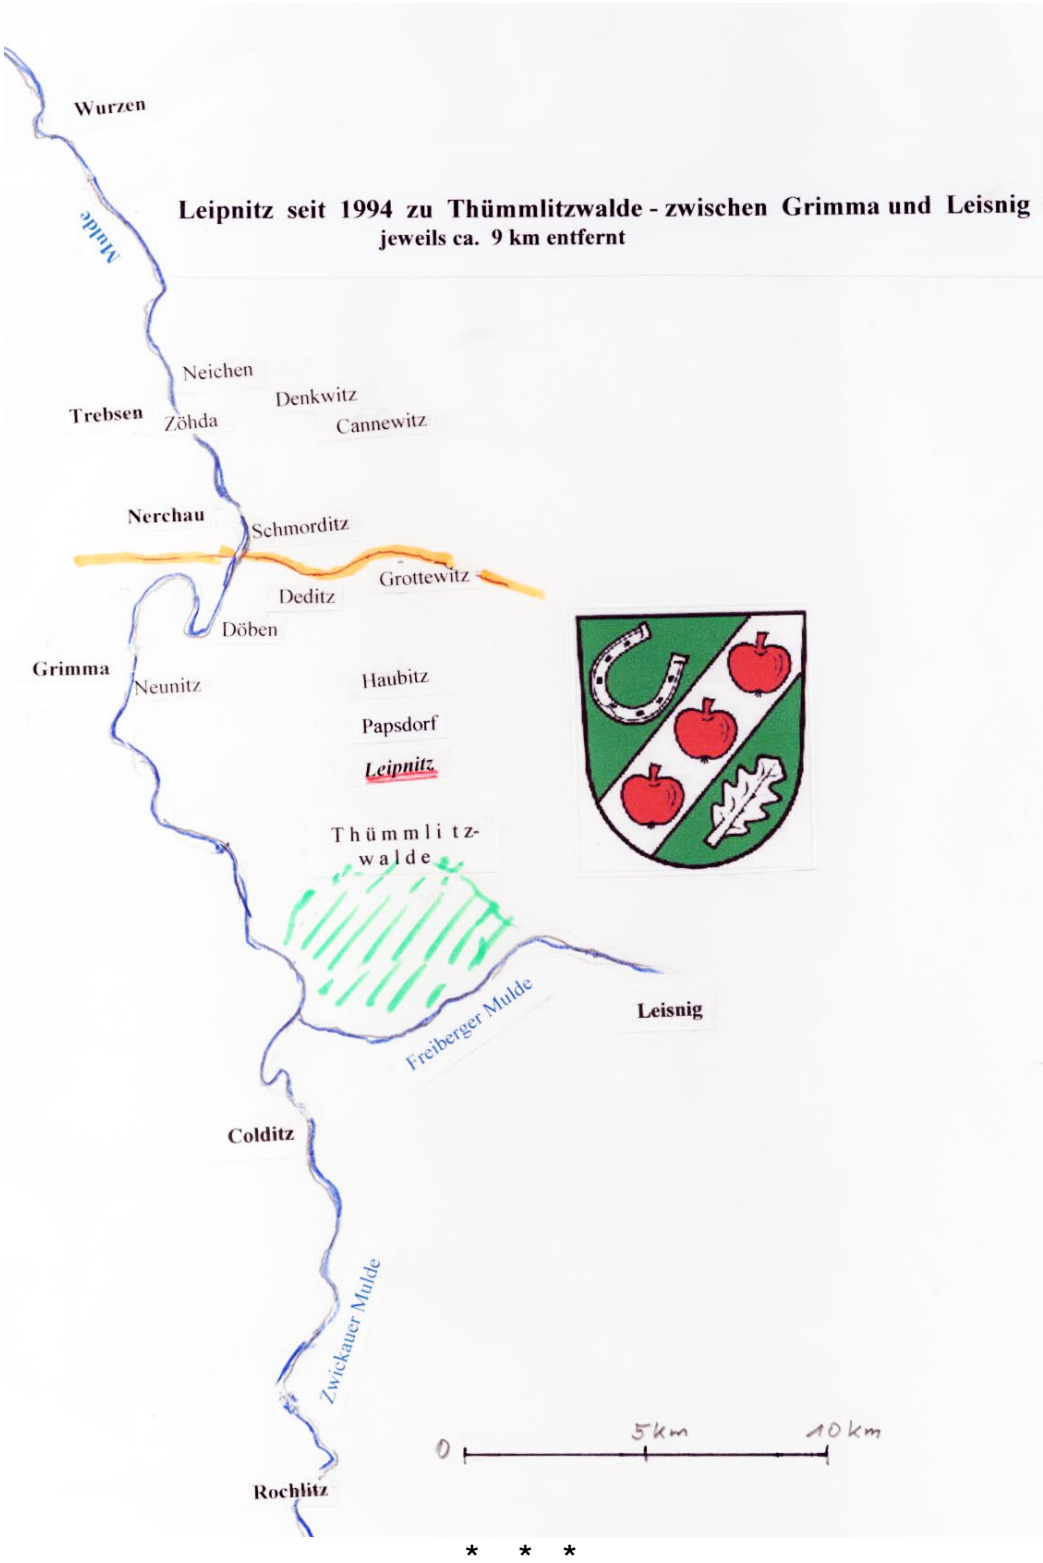 Wurzen
Leipnitz seit 1994 zu Thümmlitzwalde - zwischen Grimma und Leisnig
jeweils ca. 9 km entfernt
Mulde
Neichen
Denkwitz
Trebsen
Zöhda
Cannewitz
Nerchau
Schmorditz
Grottewitz
Deditz
Döben
Grimma
Neunitz
Haubitz
Papsdorf
Leipnitz
Thümmlitz-
walde
Freiberger Mulde
Leisnig
Colditz
Zwickauer Mulde
0 5km 10km
Rochlitz
* * *